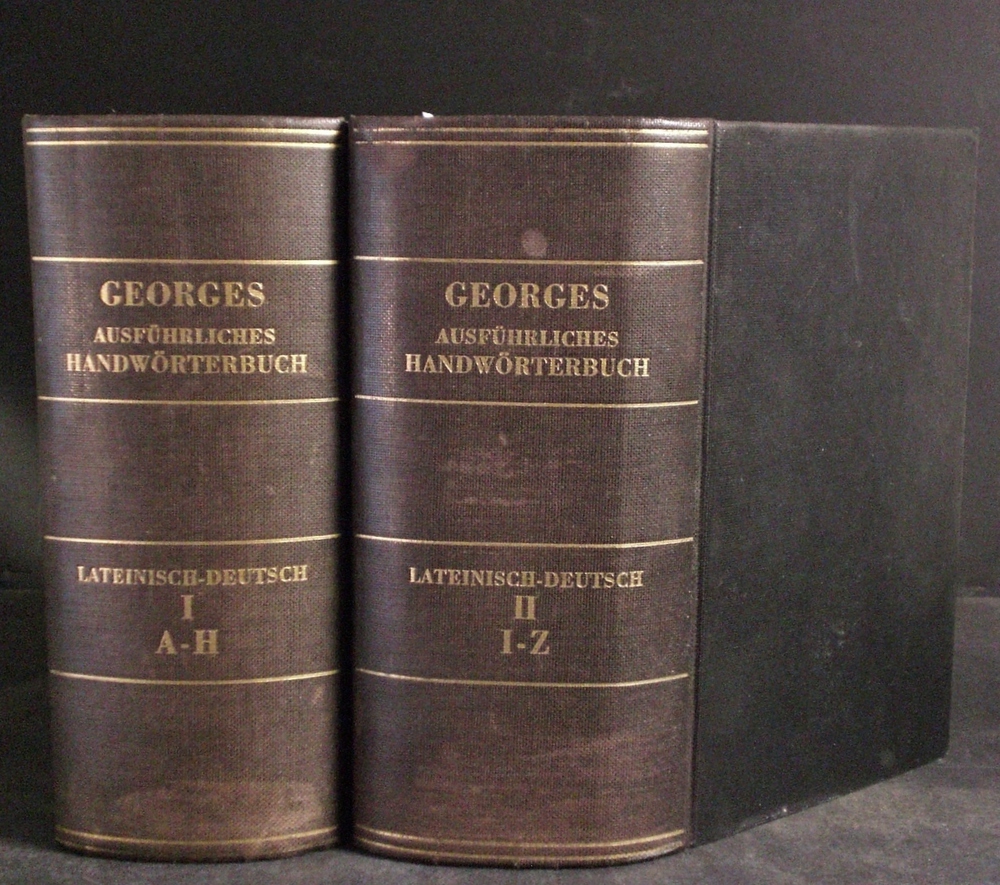 GEORGES
AUSFÜHRLICHES
HANDWÖRTERBUCH
LATEINISCH-DEUTSCH
I
A-H
GEORGES
AUSFÜHRLICHES
HANDWÖRTERBUCH
LATEINISCH-DEUTSCH
II
I-Z